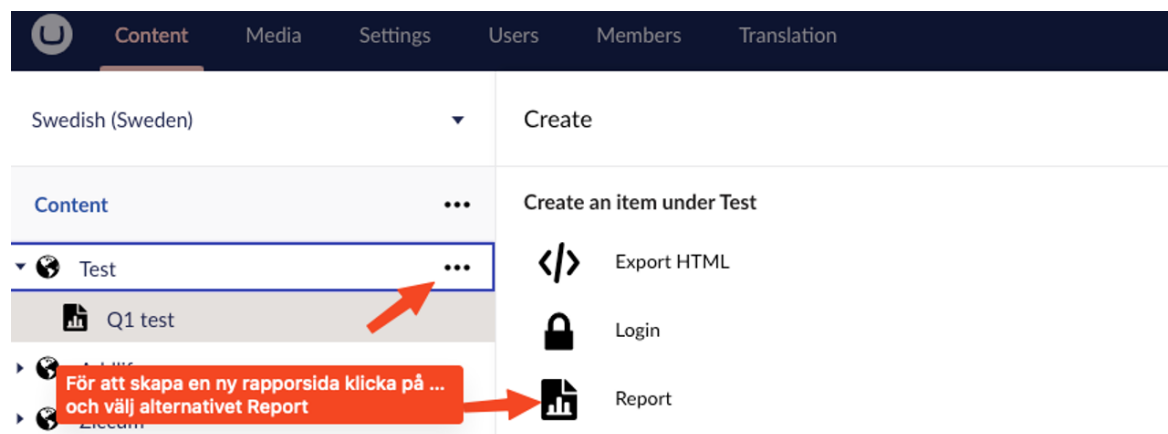 Content Media Settings Users Members Translation
Swedish (Sweden)
Create
Content
Create an item under Test
Test
Export HTML
Q1 test
Login
För att skapa en ny rapporsida klicka på ...
och välj alternativet Report
Report